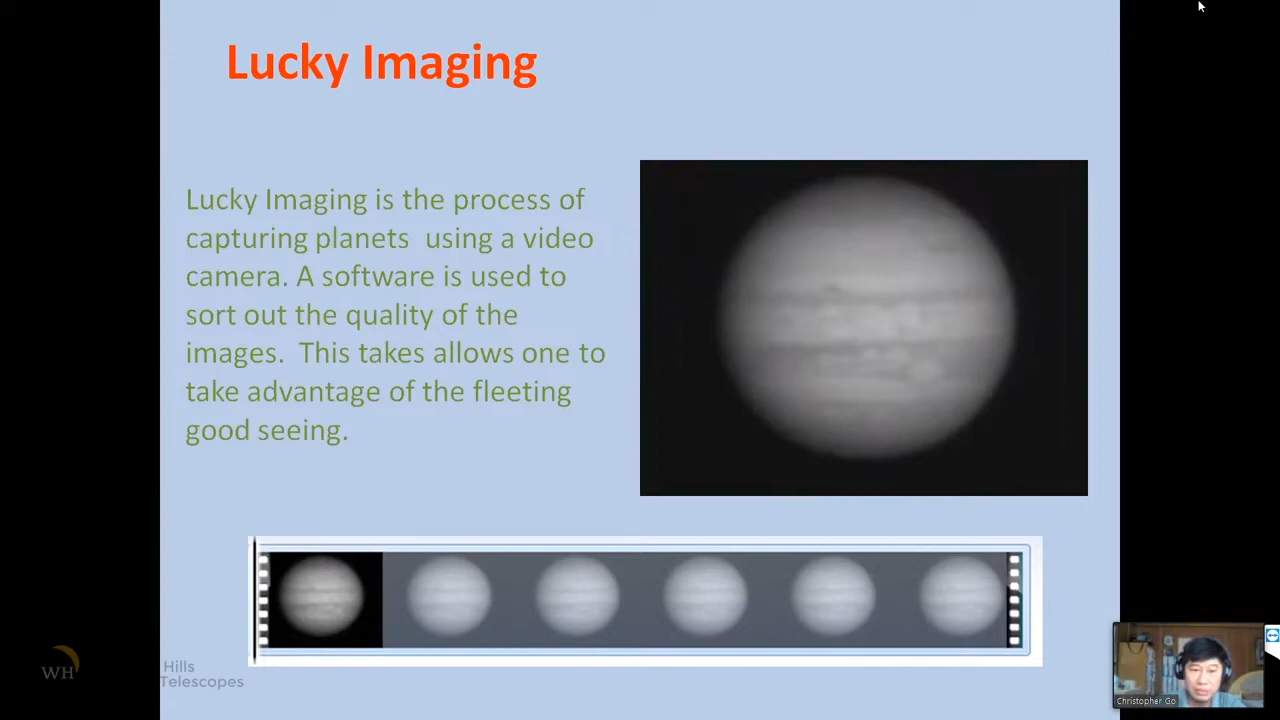 Lucky Imaging
Lucky Imaging is the process of
capturing planets  using a video
camera. A software is used to
sort out the quality of the
images.  This takes allows one to
take advantage of the fleeting
good seeing.
WH
Hills
Telescopes
Christopher Go